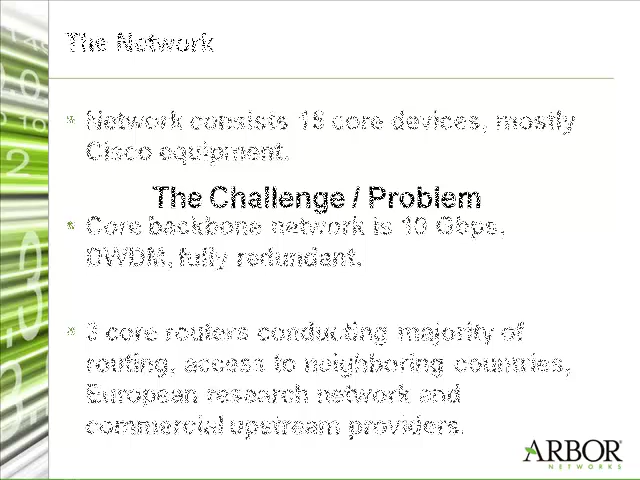 The Network
Network consists 18 core devices, mostly
Cisco equipment.
The Challenge / Problem
Core backbone network is 10 Gbps.
DWDM, fully redundant.
3 core routers conducting majority of
routing, access to neighboring countries,
European research network and
commercial upstream providers.
ARBOR
NETWORKS